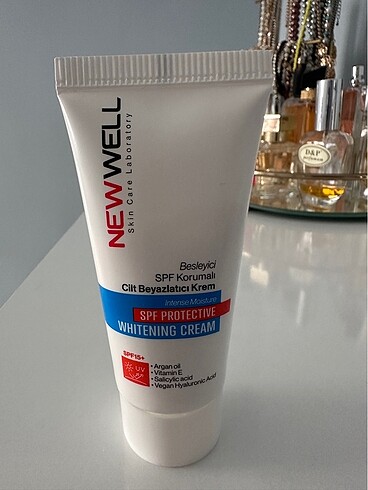 NEWWELL
Skin Care Laboratory
Besleyici
SPF Korumalı
Cilt Beyazlatıcı Krem
intense Moisture
SPF PROTECTIVE
WHITENING CREAM
SPF15+
UV
• Argan oil
• Vitamin E
• Salicylic acid
• Vegan Hyaluronic Acid
D&P